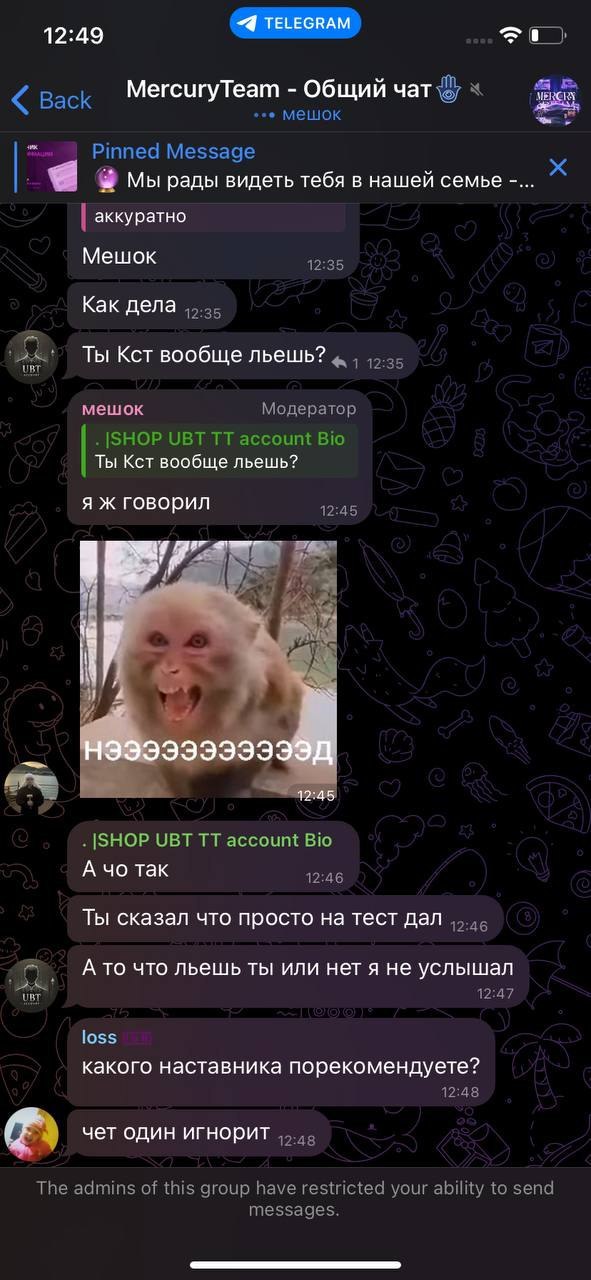 12:49
TELEGRAM
Back
MercuryTeam - Общий чат
мешок
Pinned Message
🔮 Мы рады видеть тебя в нашей семье -...
аккуратно
Мешок 12:35
Как дела 12:35
Ты Кст вообще льешь? 1 12:35
UBT
мешок Модератор
. |SHOP UBT TT account Bio
Ты Кст вообще льешь?
я ж говорил 12:45
НЭЭЭЭЭЭЭЭЭЭЭД
12:45
. |SHOP UBT TT account Bio
А чо так 12:46
Ты сказал что просто на тест дал 12:46
А то что льешь ты или нет я не услышал
12:47
UBT
loss
какого наставника порекомендуете?
12:48
чет один игнорит 12:48
The admins of this group have restricted your ability to send
messages.